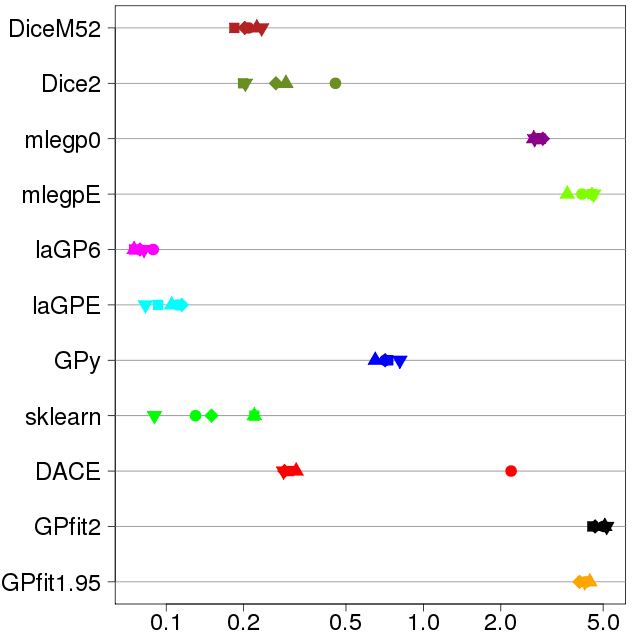 DiceM52
Dice2
mlegp0
mlegpE
laGP6
laGPE
GPy
sklearn
DACE
GPfit2
GPfit1.95
0.1 0.2 0.5 1.0 2.0 5.0